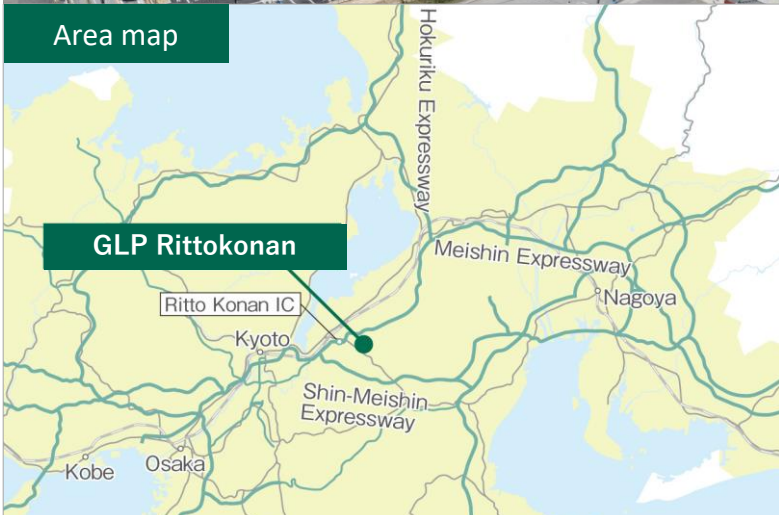 Area map
Hokuriku Expressway
GLP Rittokonan
Meishin Expressway
Ritto Konan IC
Nagoya
Kyoto
Shin-Meishin
Expressway
Kobe
Osaka